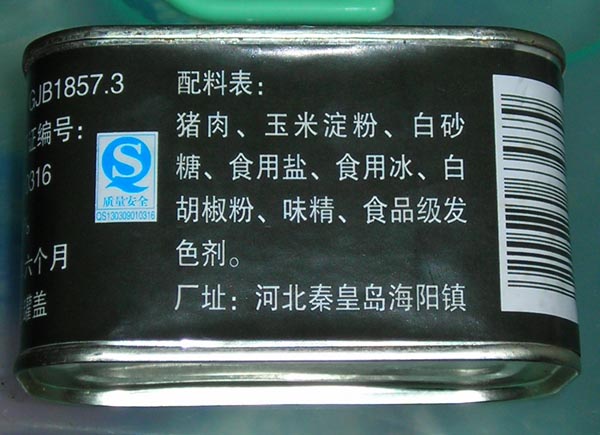 GJB1857.3
证编号：
0316
。
六个月
罐盖
质量安全
QS130309010316
配料表：
猪肉、玉米淀粉、白砂
糖、食用盐、食用冰、白
胡椒粉、味精、食品级发
色剂。
厂址：河北秦皇岛海阳镇